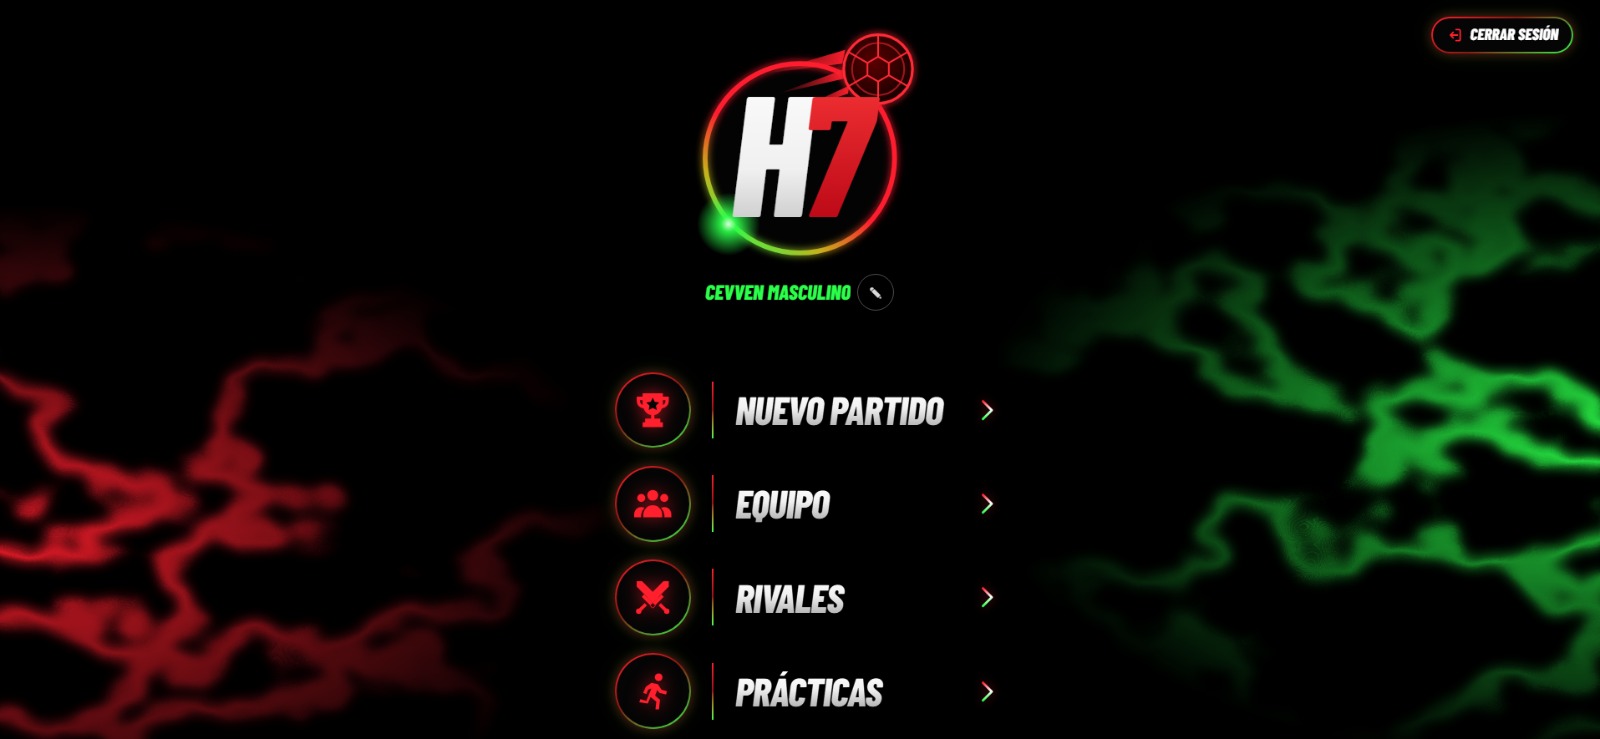 CERRAR SESIÓN
H7
CEVVEN MASCULINO
NUEVO PARTIDO
EQUIPO
RIVALES
PRÁCTICAS